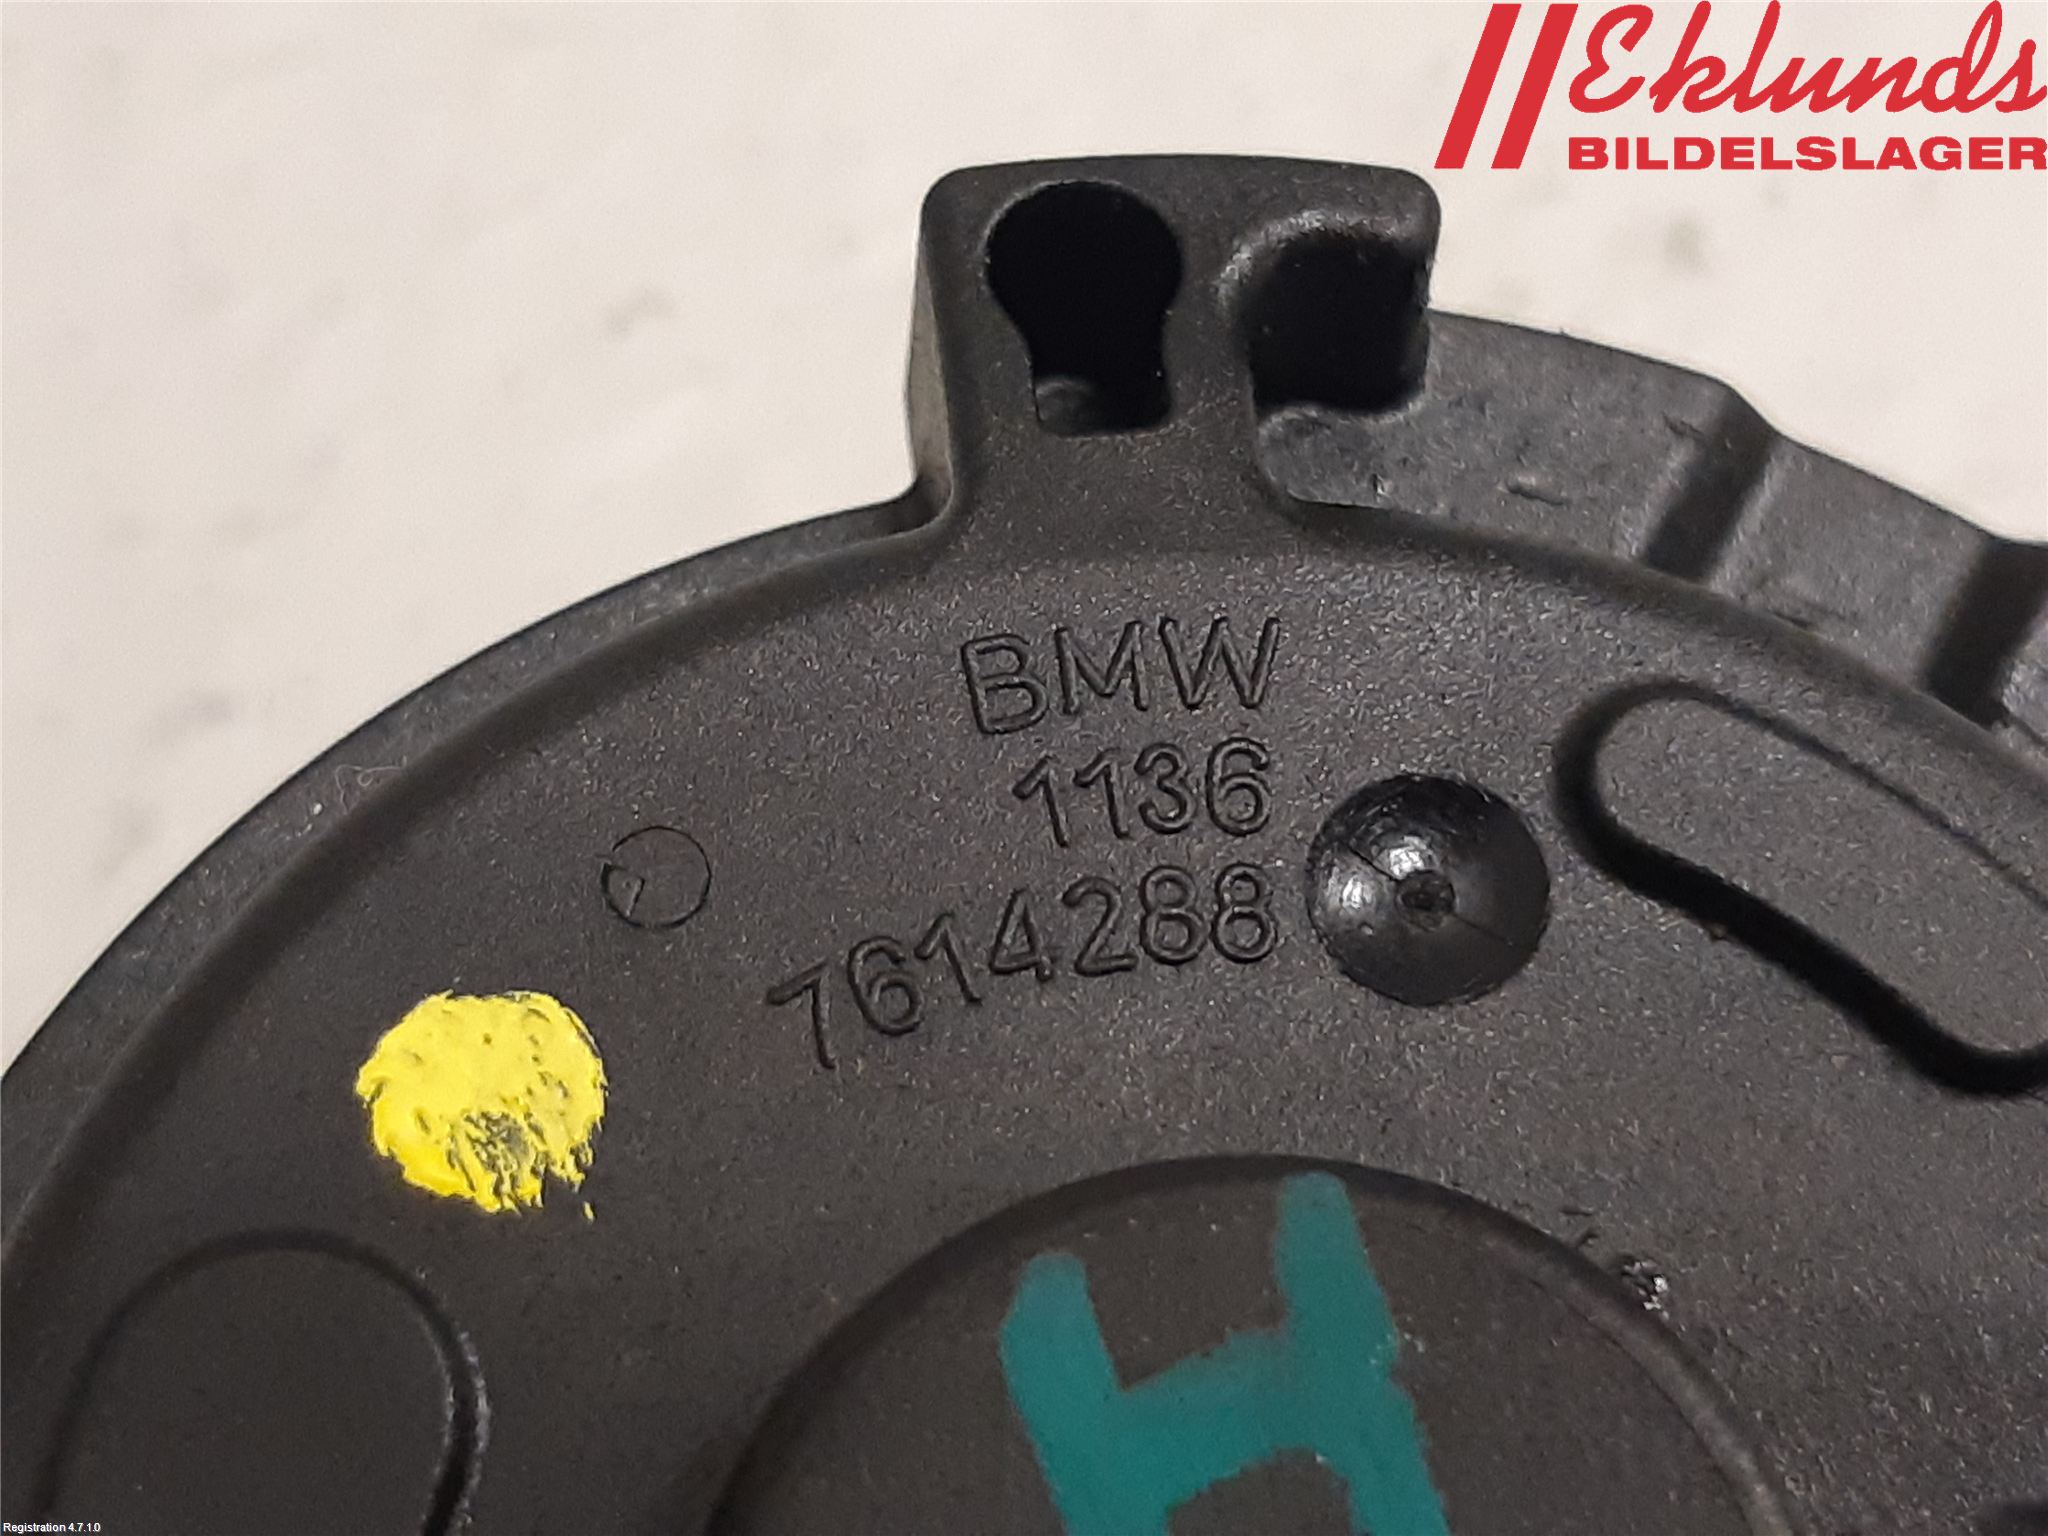 Eklunds
BILDELSLAGER
BMW
1136
7614288
H
Registration 4.7.1.0